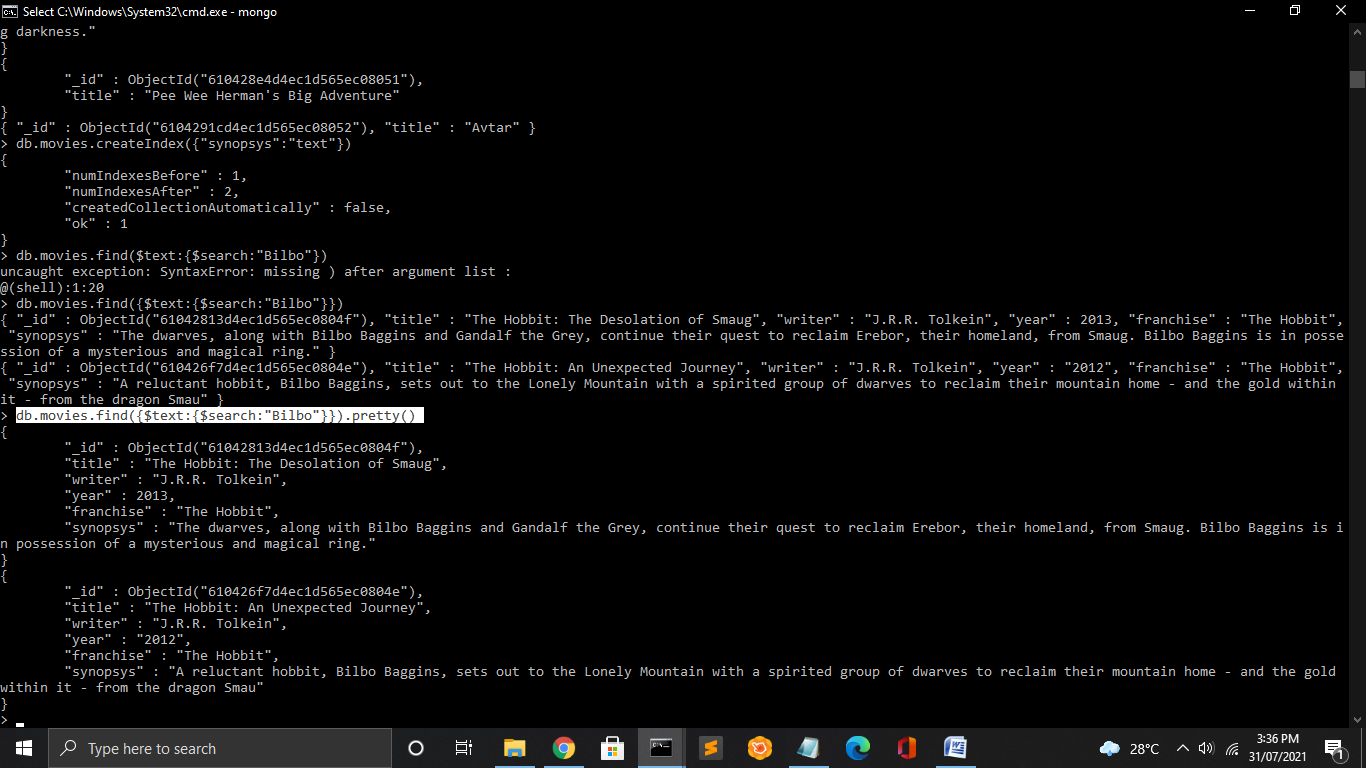 Select C:\Windows\System32\cmd.exe - mongo
g darkness."
}
{
"_id" : ObjectId("610428e4d4ec1d565ec08051"),
"title" : "Pee Wee Herman's Big Adventure"
}
{ "_id" : ObjectId("6104291cd4ec1d565ec08052"), "title" : "Avtar" }
> db.movies.createIndex({"synopsys":"text"})
{
"numIndexesBefore" : 1,
"numIndexesAfter" : 2,
"createdCollectionAutomatically" : false,
"ok" : 1
}
> db.movies.find($text:{$search:"Bilbo"})
uncaught exception: SyntaxError: missing ) after argument list :
@(shell):1:20
> db.movies.find({$text:{$search:"Bilbo"}})
{ "_id" : ObjectId("61042813d4ec1d565ec0804f"), "title" : "The Hobbit: The Desolation of Smaug", "writer" : "J.R.R. Tolkein", "year" : 2013, "franchise" : "The Hobbit",
"synopsys" : "The dwarves, along with Bilbo Baggins and Gandalf the Grey, continue their quest to reclaim Erebor, their homeland, from Smaug. Bilbo Baggins is in posse
ssion of a mysterious and magical ring." }
{ "_id" : ObjectId("610426f7d4ec1d565ec0804e"), "title" : "The Hobbit: An Unexpected Journey", "writer" : "J.R.R. Tolkein", "year" : "2012", "franchise" : "The Hobbit",
"synopsys" : "A reluctant hobbit, Bilbo Baggins, sets out to the Lonely Mountain with a spirited group of dwarves to reclaim their mountain home - and the gold within
it - from the dragon Smau" }
> db.movies.find({$text:{$search:"Bilbo"}}).pretty()
{
"_id" : ObjectId("61042813d4ec1d565ec0804f"),
"title" : "The Hobbit: The Desolation of Smaug",
"writer" : "J.R.R. Tolkein",
"year" : 2013,
"franchise" : "The Hobbit",
"synopsys" : "The dwarves, along with Bilbo Baggins and Gandalf the Grey, continue their quest to reclaim Erebor, their homeland, from Smaug. Bilbo Baggins is i
n possession of a mysterious and magical ring."
}
{
"_id" : ObjectId("610426f7d4ec1d565ec0804e"),
"title" : "The Hobbit: An Unexpected Journey",
"writer" : "J.R.R. Tolkein",
"year" : "2012",
"franchise" : "The Hobbit",
"synopsys" : "A reluctant hobbit, Bilbo Baggins, sets out to the Lonely Mountain with a spirited group of dwarves to reclaim their mountain home - and the gold
within it - from the dragon Smau"
}
>
Type here to search
28°C
3:36 PM
31/07/2021
1